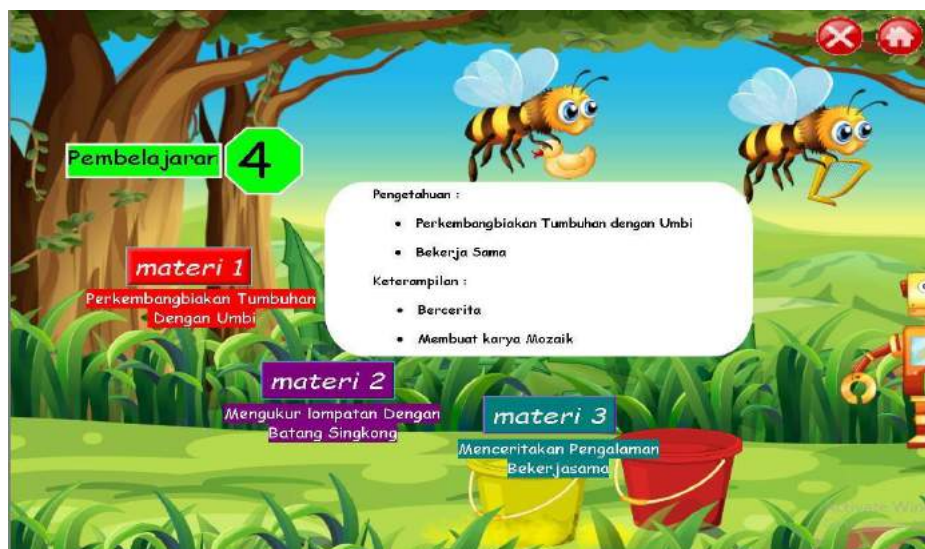 Pembelajaran
4
Pengetahuan :
• Perkembangbiakan Tumbuhan dengan Umbi
• Bekerja Sama
Keterampilan :
• Bercerita
• Membuat karya Mozaik
materi 1
Perkembangbiakan Tumbuhan
Dengan Umbi
materi 2
Mengukur lompatan Dengan
Batang Singkong
materi 3
Menceritakan Pengalaman
Bekerjasama